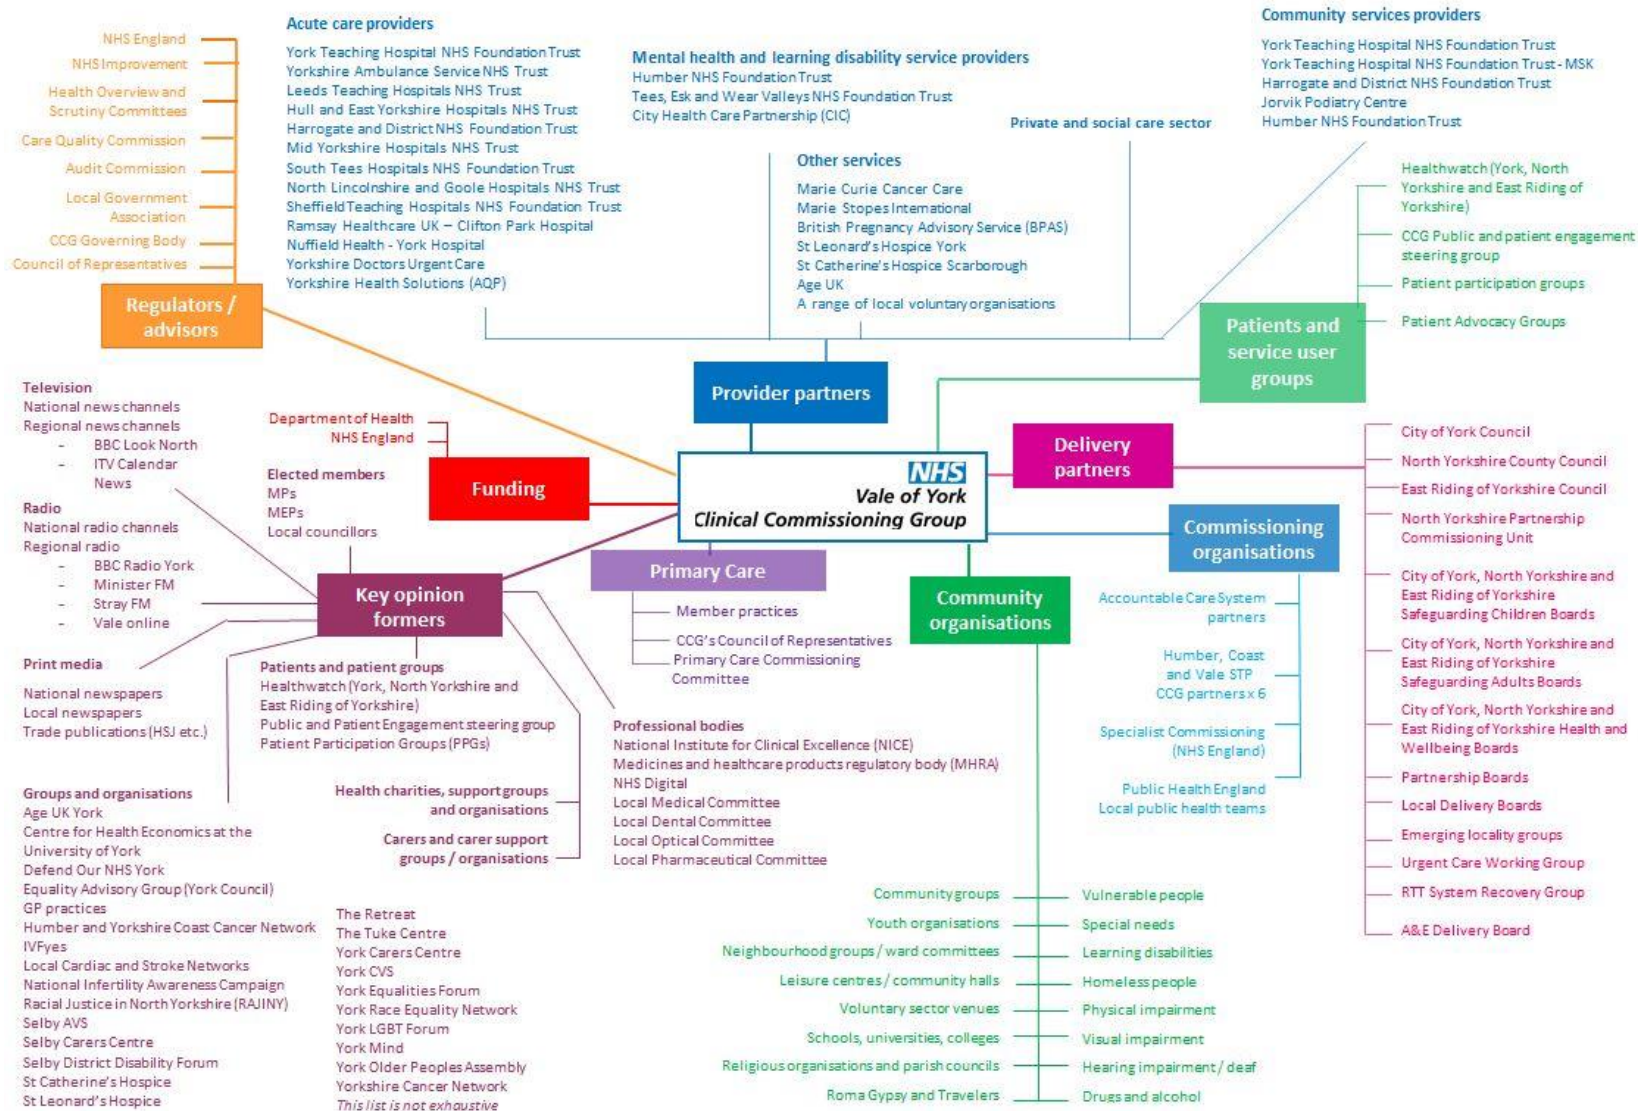 NHS England
NHS Improvement
Health Overview and
Scrutiny Committees
Care Quality Commission
Audit Commission
Local Government
Association
CCG Governing Body
Council of Representatives
Regulators /
advisors
Acute care providers
York Teaching Hospital NHS Foundation Trust
Yorkshire Ambulance Service NHS Trust
Leeds Teaching Hospitals NHS Trust
Hull and East Yorkshire Hospitals NHS Trust
Harrogate and District NHS Foundation Trust
Mid Yorkshire Hospitals NHS Trust
South Tees Hospitals NHS Foundation Trust
North Lincolnshire and Goole Hospitals NHS Trust
Sheffield Teaching Hospitals NHS Foundation Trust
Ramsay Healthcare UK – Clifton Park Hospital
Nuffield Health - York Hospital
Yorkshire Doctors Urgent Care
Yorkshire Health Solutions (AQP)
Mental health and learning disability service providers
Humber NHS Foundation Trust
Tees, Esk and Wear Valleys NHS Foundation Trust
City Health Care Partnership (CIC)
Other services
Marie Curie Cancer Care
Marie Stopes International
British Pregnancy Advisory Service (BPAS)
St Leonard's Hospice York
St Catherine's Hospice Scarborough
Age UK
A range of local voluntary organisations
Private and social care sector
Community services providers
York Teaching Hospital NHS Foundation Trust
York Teaching Hospital NHS Foundation Trust - MSK
Harrogate and District NHS Foundation Trust
Jorvik Podiatry Centre
Humber NHS Foundation Trust
Healthwatch (York, North
Yorkshire and East Riding of
Yorkshire)
CCG Public and patient engagement
steering group
Patient participation groups
Patient Advocacy Groups
Patients and
service user
groups
Provider partners
Television
National news channels
Regional news channels
- BBC Look North
- ITV Calendar
News
Radio
National radio channels
Regional radio
- BBC Radio York
- Minister FM
- Stray FM
- Vale online
Print media
National newspapers
Local newspapers
Trade publications (HSJ etc.)
Department of Health
NHS England
Funding
Elected members
MPs
MEPs
Local councillors
Key opinion
formers
NHS
Vale of York
Clinical Commissioning Group
Primary Care
Member practices
CCG's Council of Representatives
Primary Care Commissioning
Committee
Delivery
partners
City of York Council
North Yorkshire County Council
East Riding of Yorkshire Council
North Yorkshire Partnership
Commissioning Unit
City of York, North Yorkshire and
East Riding of Yorkshire
Safeguarding Children Boards
City of York, North Yorkshire and
East Riding of Yorkshire
Safeguarding Adults Boards
City of York, North Yorkshire and
East Riding of Yorkshire Health and
Wellbeing Boards
Partnership Boards
Local Delivery Boards
Emerging locality groups
Urgent Care Working Group
RTT System Recovery Group
A&E Delivery Board
Commissioning
organisations
Accountable Care System
partners
Humber, Coast
and Vale STP
CCG partners x 6
Specialist Commissioning
(NHS England)
Public Health England
Local public health teams
Community
organisations
Patients and patient groups
Healthwatch (York, North Yorkshire and
East Riding of Yorkshire)
Public and Patient Engagement steering group
Patient Participation Groups (PPGs)
Health charities, support groups
and organisations
Carers and carer support
groups / organisations
Professional bodies
National Institute for Clinical Excellence (NICE)
Medicines and healthcare products regulatory body (MHRA)
NHS Digital
Local Medical Committee
Local Dental Committee
Local Optical Committee
Local Pharmaceutical Committee
Groups and organisations
Age UK York
Centre for Health Economics at the
University of York
Defend Our NHS York
Equality Advisory Group (York Council)
GP practices
Humber and Yorkshire Coast Cancer Network
IVFyes
Local Cardiac and Stroke Networks
National Infertility Awareness Campaign
Racial Justice in North Yorkshire (RAJINY)
Selby AVS
Selby Carers Centre
Selby District Disability Forum
St Catherine's Hospice
St Leonard's Hospice
The Retreat
The Tuke Centre
York Carers Centre
York CVS
York Equalities Forum
York Race Equality Network
York LGBT Forum
York Mind
York Older Peoples Assembly
Yorkshire Cancer Network
This list is not exhaustive
Community groups
Youth organisations
Neighbourhood groups / ward committees
Leisure centres / community halls
Voluntary sector venues
Schools, universities, colleges
Religious organisations and parish councils
Roma Gypsy and Travelers
Vulnerable people
Special needs
Learning disabilities
Homeless people
Physical impairment
Visual impairment
Hearing impairment / deaf
Drugs and alcohol